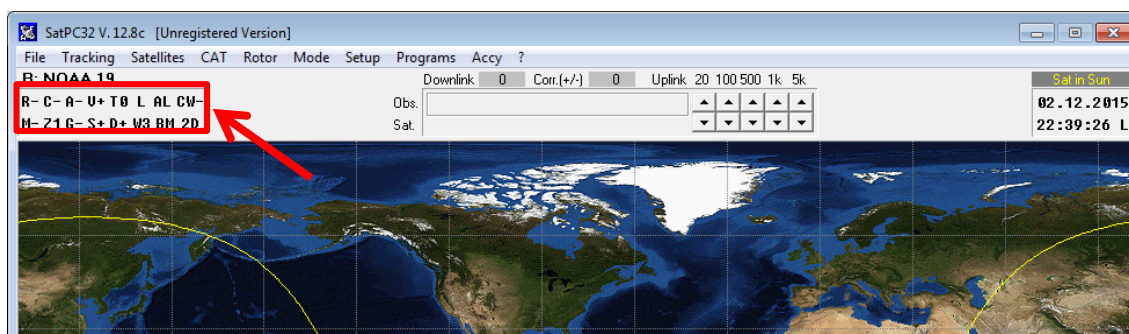 SatPC32 V. 12.8c [Unregistered Version]
File Tracking Satellites CAT Rotor Mode Setup Programs Accy ?
B: NOAA 19 Downlink 0 Corr.(+/-) 0 Uplink 20 100 500 1k 5k Sat in Sun
R- C- A- V+ T0 L AL CW- Obs. 02.12.2015
M- Z1 G- S+ D+ W3 BM 2D Sat. 22:39:26 L